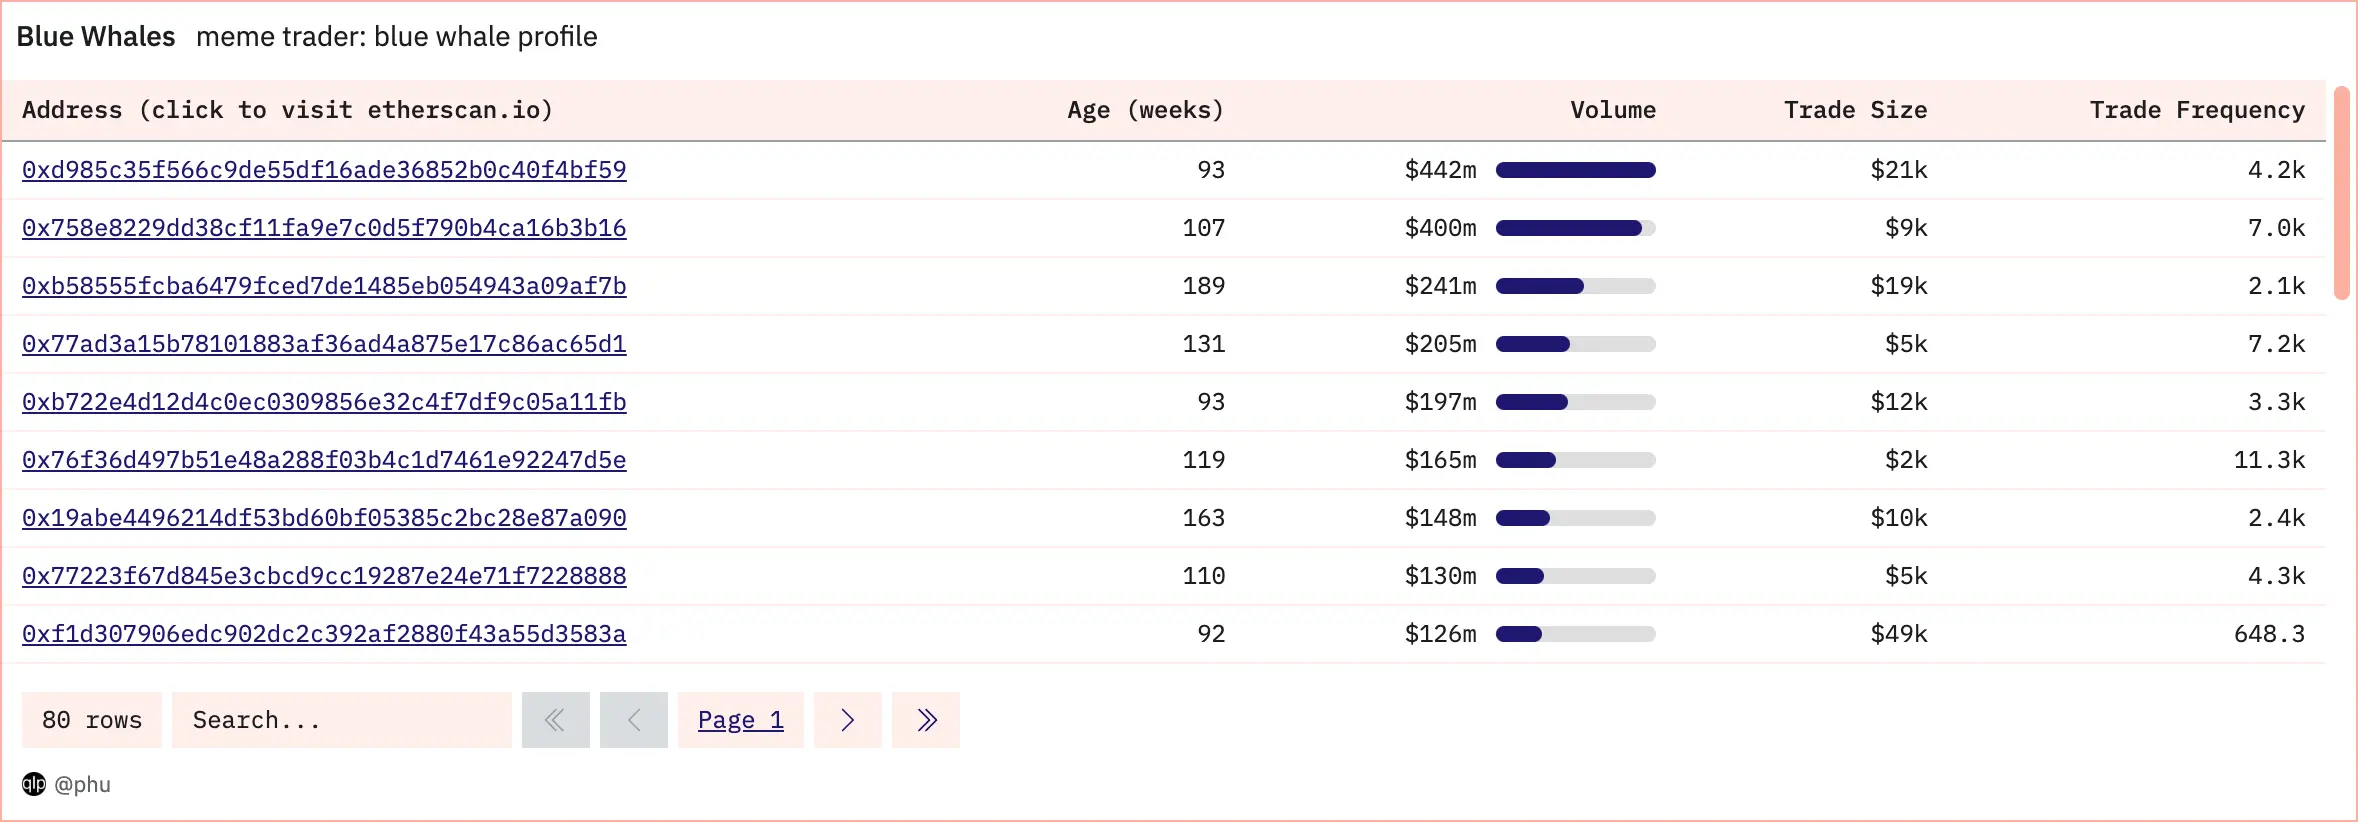 Blue Whales meme trader: blue whale profile
Address (click to visit etherscan.io) Age (weeks) Volume Trade Size Trade Frequency
0xd985c35f566c9de55df16ade36852b0c40f4bf59 93 $442m $21k 4.2k
0x758e8229dd38cf11fa9e7c0d5f790b4ca16b3b16 107 $400m $9k 7.0k
0xb58555fcba6479fced7de1485eb054943a09af7b 189 $241m $19k 2.1k
0x77ad3a15b78101883af36ad4a875e17c86ac65d1 131 $205m $5k 7.2k
0xb722e4d12d4c0ec0309856e32c4f7df9c05a11fb 93 $197m $12k 3.3k
0x76f36d497b51e48a288f03b4c1d7461e92247d5e 119 $165m $2k 11.3k
0x19abe4496214df53bd60bf05385c2bc28e87a090 163 $148m $10k 2.4k
0x77223f67d845e3cbcd9cc19287e24e71f7228888 110 $130m $5k 4.3k
0xf1d307906edc902dc2c392af2880f43a55d3583a 92 $126m $49k 648.3
80 rows Search... Page 1
qlp @phu